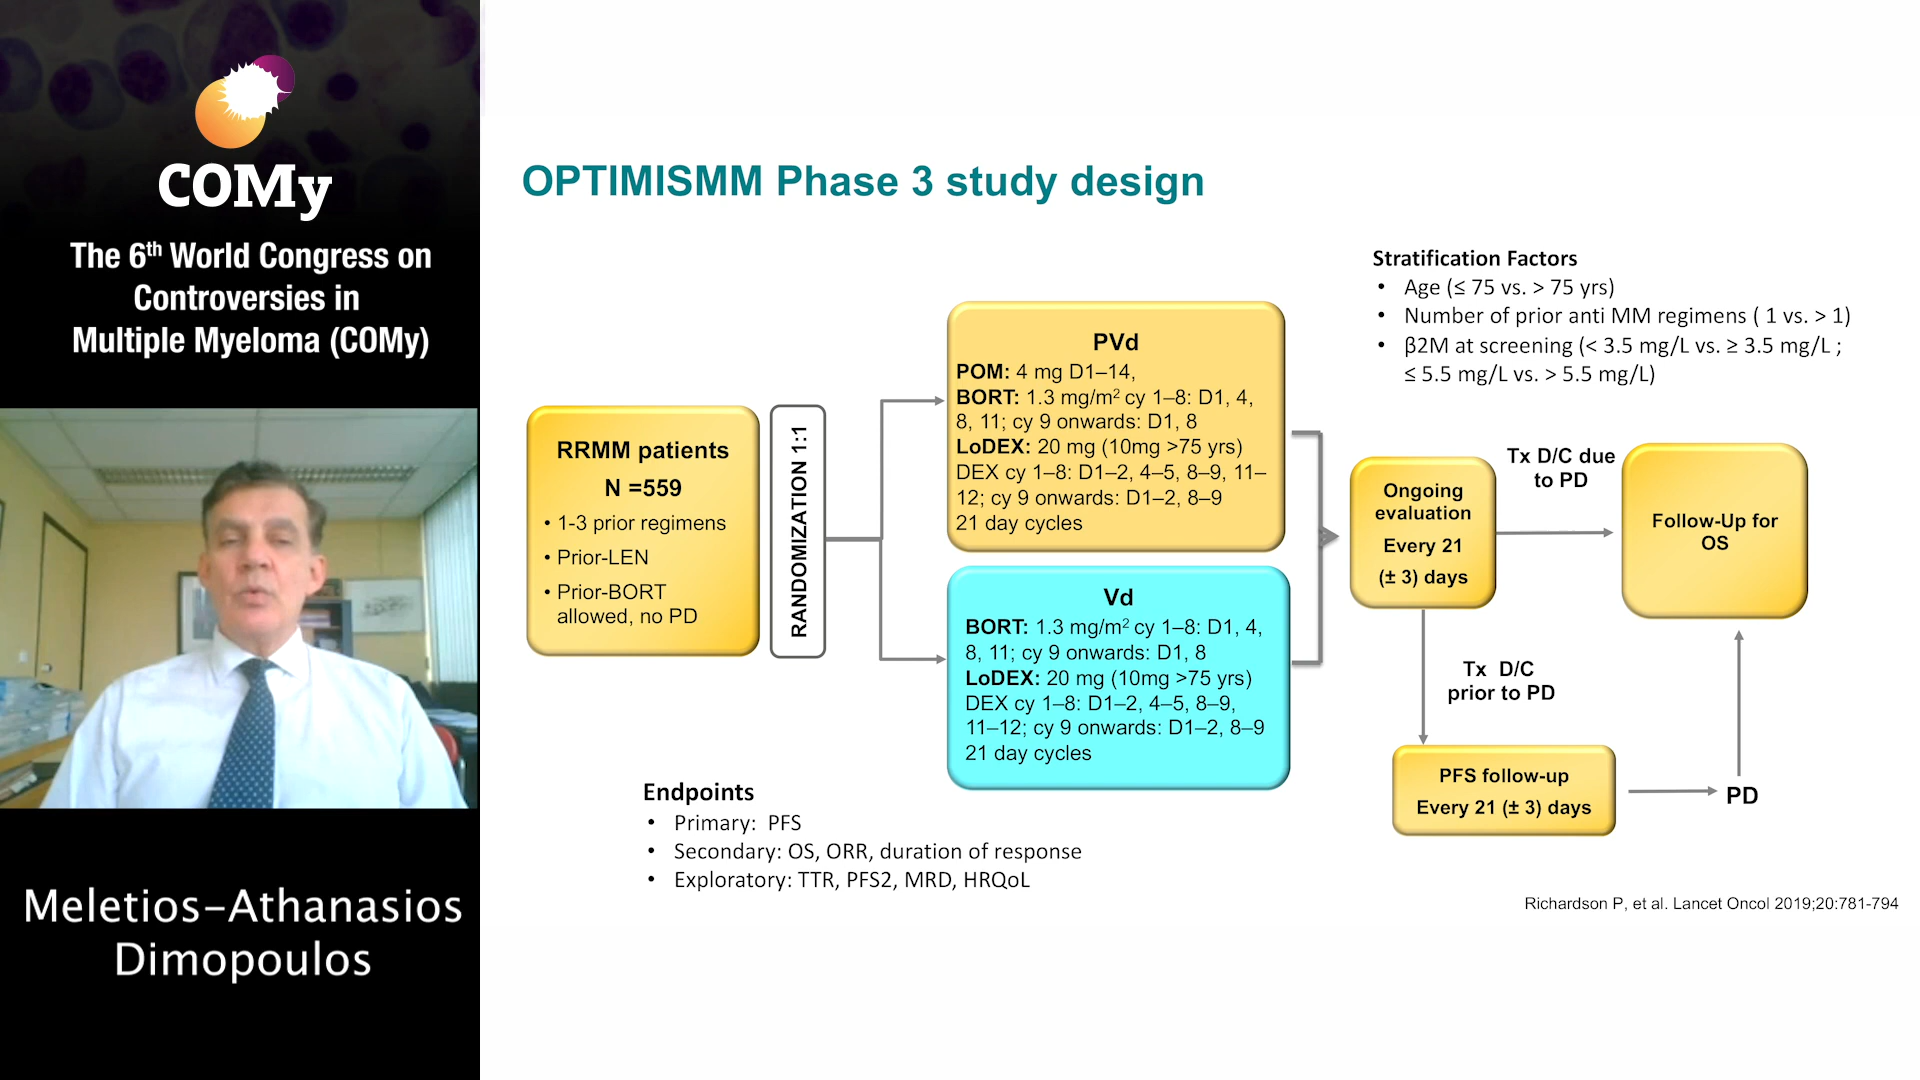 COMy
The 6th World Congress on
Controversies in
Multiple Myeloma (COMy)
Meletios-Athanasios
Dimopoulos
OPTIMISMM Phase 3 study design
Stratification Factors
• Age (≤ 75 vs. > 75 yrs)
• Number of prior anti MM regimens ( 1 vs. > 1)
• β2M at screening (< 3.5 mg/L vs. ≥ 3.5 mg/L ;
≤ 5.5 mg/L vs. > 5.5 mg/L)
RRMM patients
N =559
• 1-3 prior regimens
• Prior-LEN
• Prior-BORT
allowed, no PD
RANDOMIZATION 1:1
PVd
POM: 4 mg D1–14,
BORT: 1.3 mg/m² cy 1–8: D1, 4,
8, 11; cy 9 onwards: D1, 8
LoDEX: 20 mg (10mg >75 yrs)
DEX cy 1–8: D1–2, 4–5, 8–9, 11–
12; cy 9 onwards: D1–2, 8–9
21 day cycles
Vd
BORT: 1.3 mg/m² cy 1–8: D1, 4,
8, 11; cy 9 onwards: D1, 8
LoDEX: 20 mg (10mg >75 yrs)
DEX cy 1–8: D1–2, 4–5, 8–9,
11–12; cy 9 onwards: D1–2, 8–9
21 day cycles
Ongoing
evaluation
Every 21
(± 3) days
Tx D/C due
to PD
Follow-Up for
OS
Tx D/C
prior to PD
PFS follow-up
Every 21 (± 3) days
PD
Endpoints
• Primary: PFS
• Secondary: OS, ORR, duration of response
• Exploratory: TTR, PFS2, MRD, HRQoL
Richardson P, et al. Lancet Oncol 2019;20:781-794